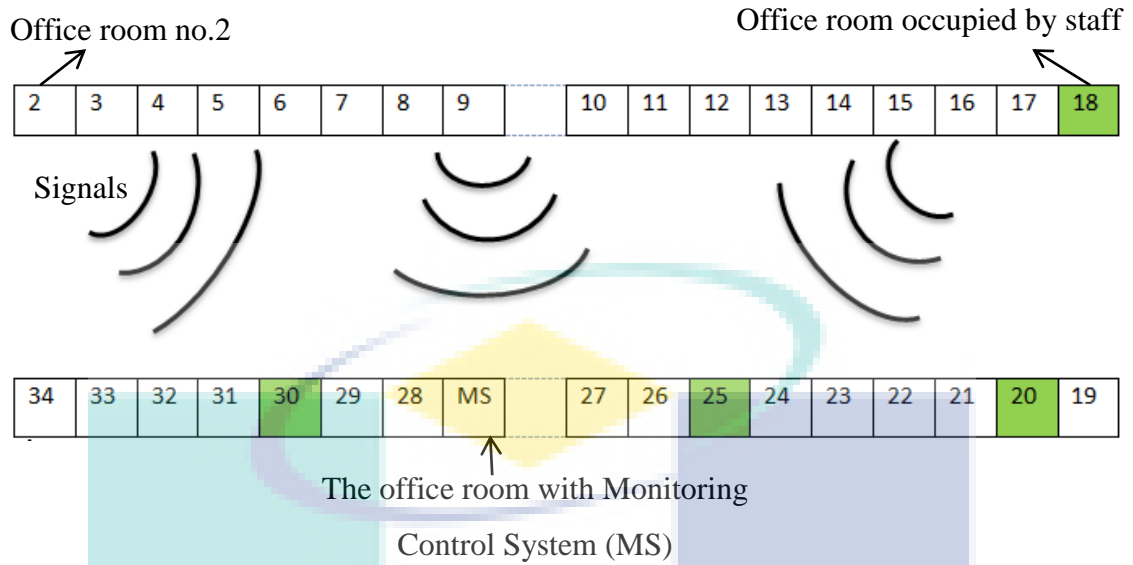 Office room no.2
Office room occupied by staff
2 3 4 5 6 7 8 9 10 11 12 13 14 15 16 17 18
Signals
34 33 32 31 30 29 28 MS 27 26 25 24 23 22 21 20 19
The office room with Monitoring
Control System (MS)